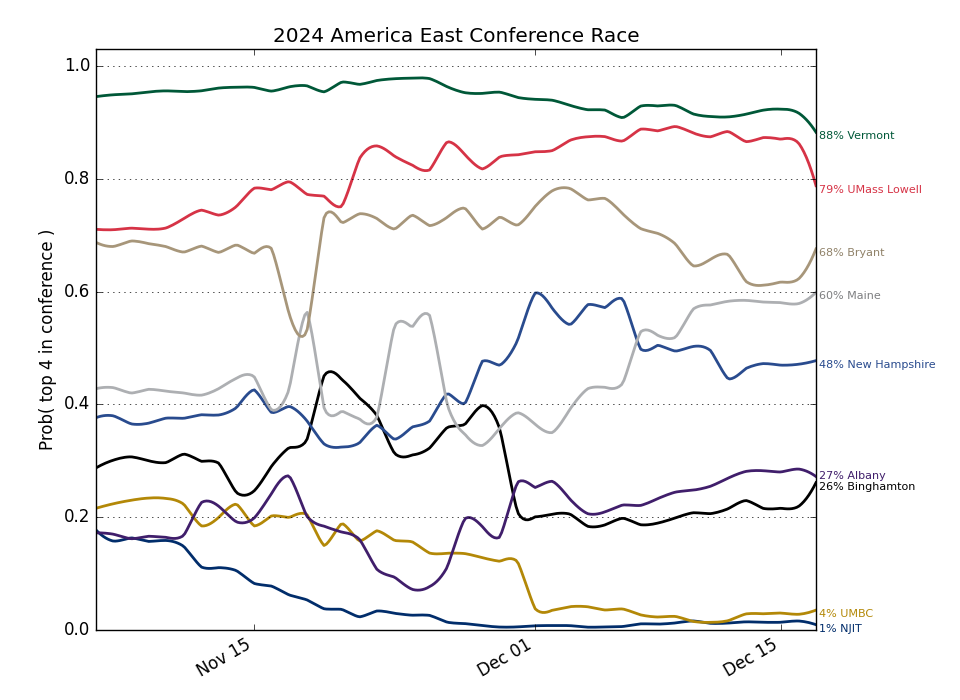 2024 America East Conference Race
Prob( top 4 in conference )
1.0
0.8
0.6
0.4
0.2
0.0
Nov 15
Dec 01
Dec 15
88% Vermont
79% UMass Lowell
68% Bryant
60% Maine
48% New Hampshire
27% Albany
26% Binghamton
4% UMBC
1% NJIT